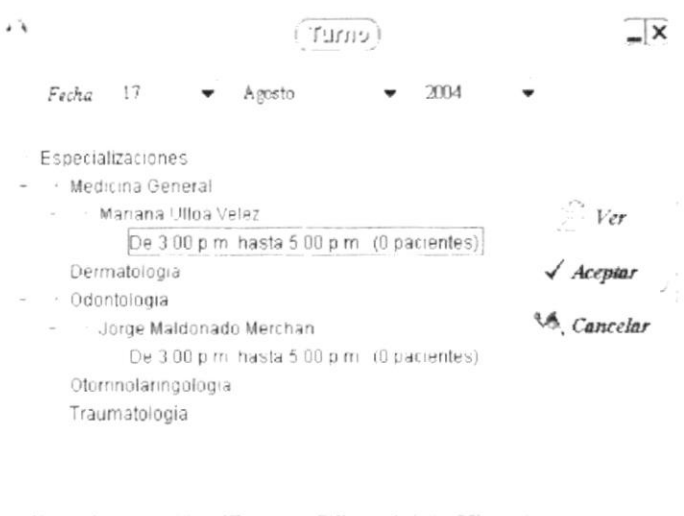 Turno
Fecha 17 Agosto 2004
Especializaciones
Medicina General
Mariana Ulloa Velez
De 3:00 p.m. hasta 5:00 p.m. (0 pacientes)
Ver
Dermatologia
Aceptar
Odontologia
Jorge Maldonado Merchan
Cancelar
De 3:00 p.m. hasta 5:00 p.m. (0 pacientes)
Otorrinolaringologia
Traumatologia